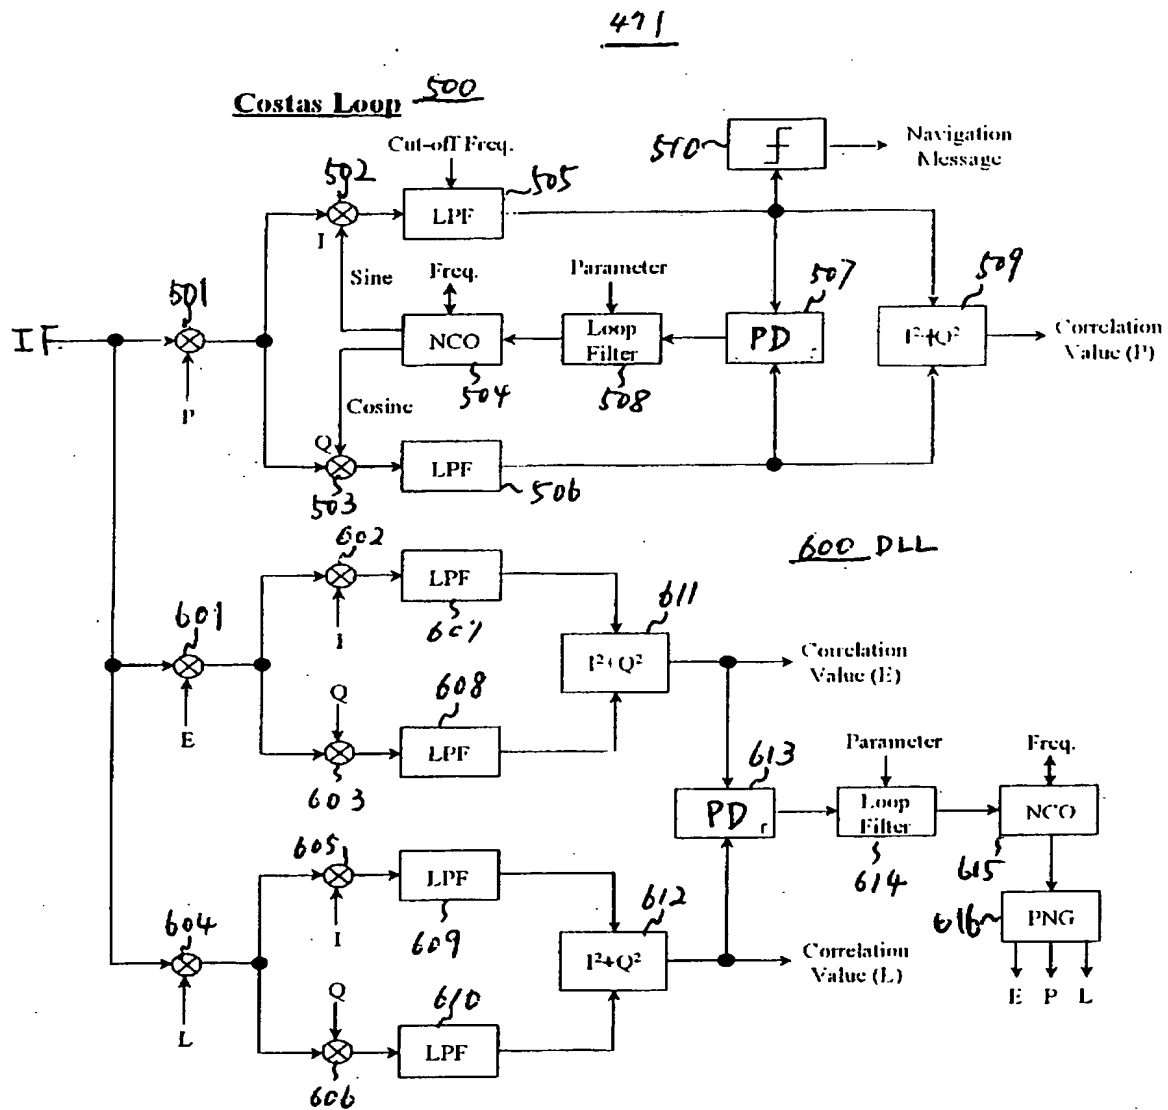 471
Costas Loop 500
Cut-off Freq.
502
505
LPF
I
510
Navigation
Message
Sine
Freq.
Parameter
507
509
501
IF
P
NCO
504
Loop
Filter
508
PD
I²+Q²
Correlation
Value (P)
Cosine
Q
503
LPF
506
600 DLL
602
LPF
607
I
601
E
611
I²+Q²
Correlation
Value (E)
Q
603
608
LPF
613
PD
Parameter
Loop
Filter
614
Freq.
NCO
615
616
PNG
E P L
605
LPF
609
I
604
L
612
I²+Q²
Correlation
Value (L)
Q
606
610
LPF